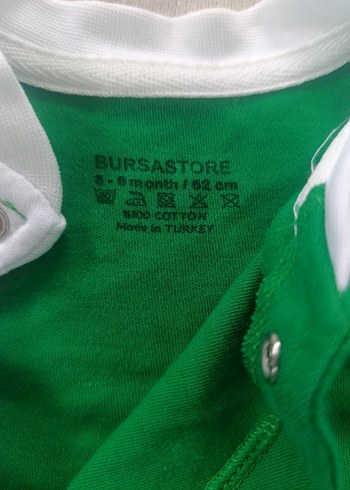 BURSASTORE
3 - 6 month / 62 cm
%100 COTTON
Made in TURKEY